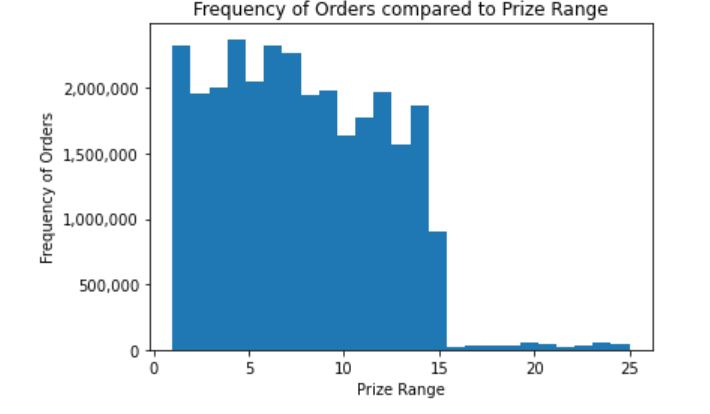 Frequency of Orders compared to Prize Range
Frequency of Orders
2,000,000
1,500,000
1,000,000
500,000
0
0 5 10 15 20 25
Prize Range